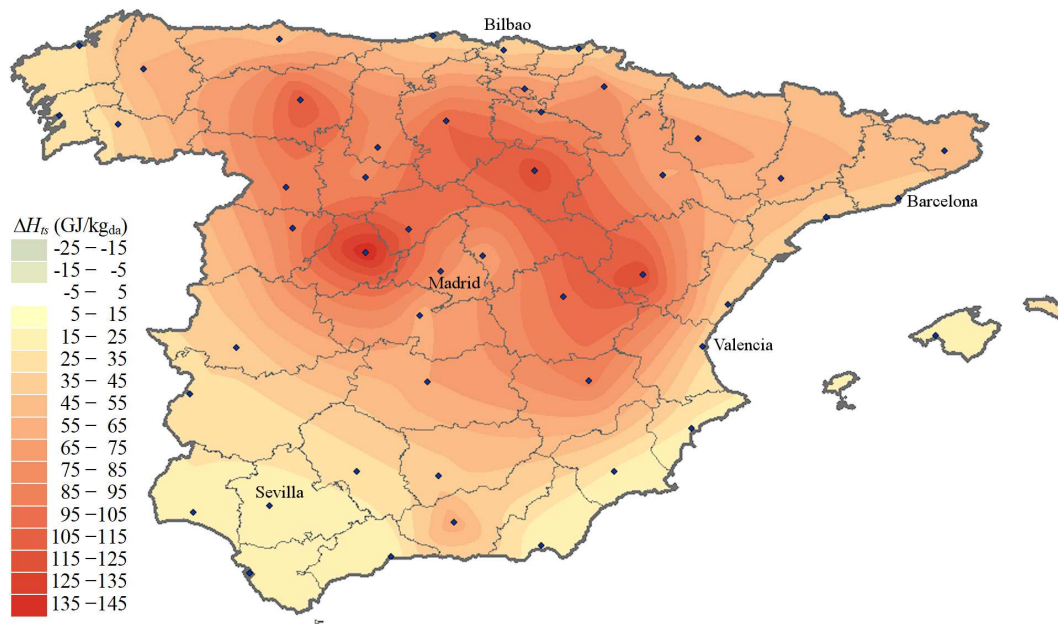 Bilbao
Barcelona
Madrid
Valencia
Sevilla
ΔHts (GJ/kgda)
-25 – -15
-15 – -5
-5 – 5
5 – 15
15 – 25
25 – 35
35 – 45
45 – 55
55 – 65
65 – 75
75 – 85
85 – 95
95 –105
105 –115
115 –125
125 –135
135 –145